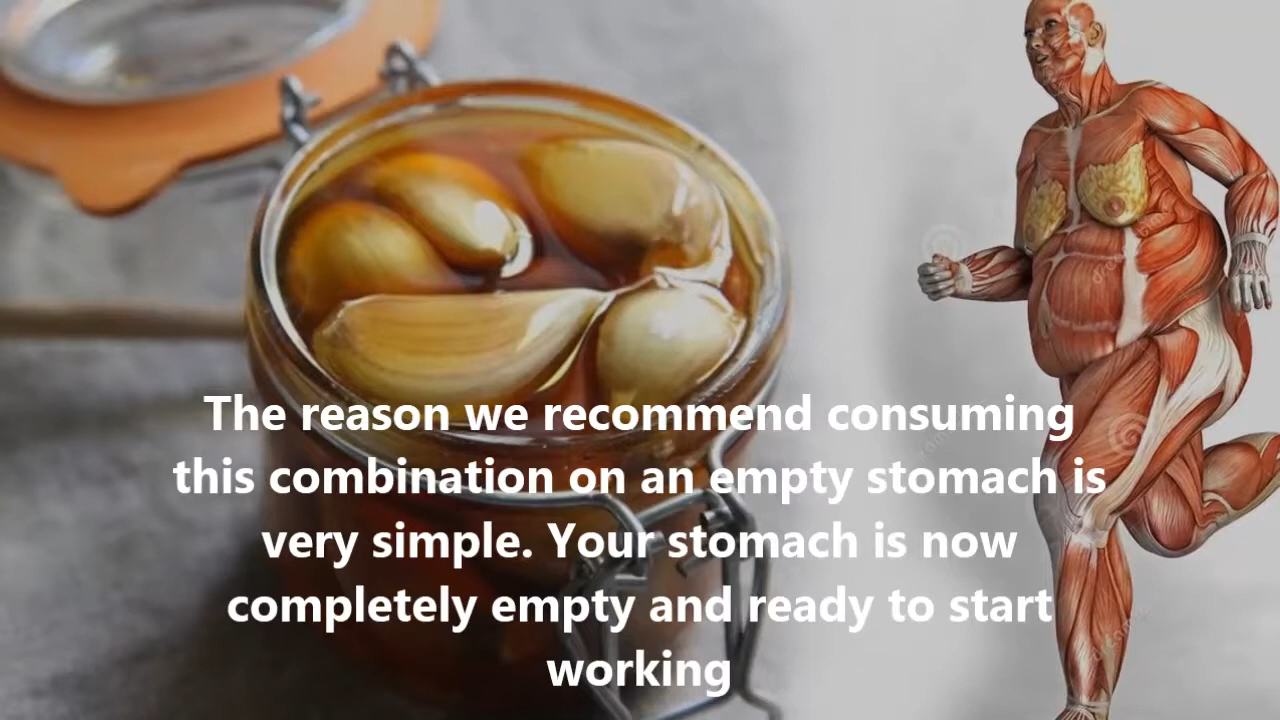 The reason we recommend consuming
this combination on an empty stomach is
very simple. Your stomach is now
completely empty and ready to start
working